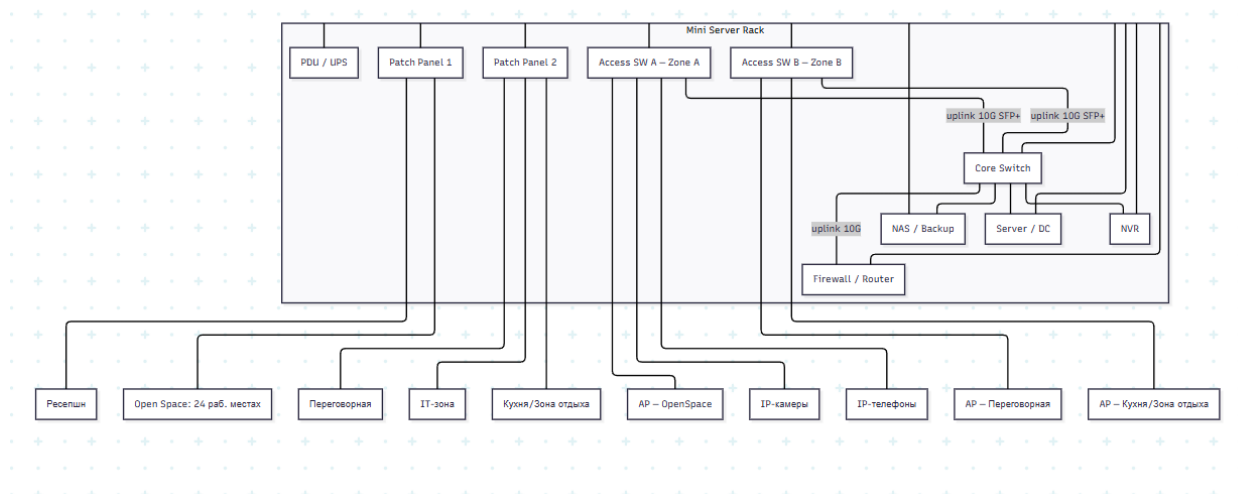 Mini Server Rack
PDU / UPS
Patch Panel 1
Patch Panel 2
Access SW A – Zone A
Access SW B – Zone B
uplink 10G SFP+
uplink 10G SFP+
Core Switch
uplink 10G
NAS / Backup
Server / DC
NVR
Firewall / Router
Ресепшн
Open Space: 24 раб. местах
Переговорная
IT-зона
Кухня/Зона отдыха
AP – OpenSpace
IP-камеры
IP-телефоны
AP – Переговорная
AP – Кухня/Зона отдыха